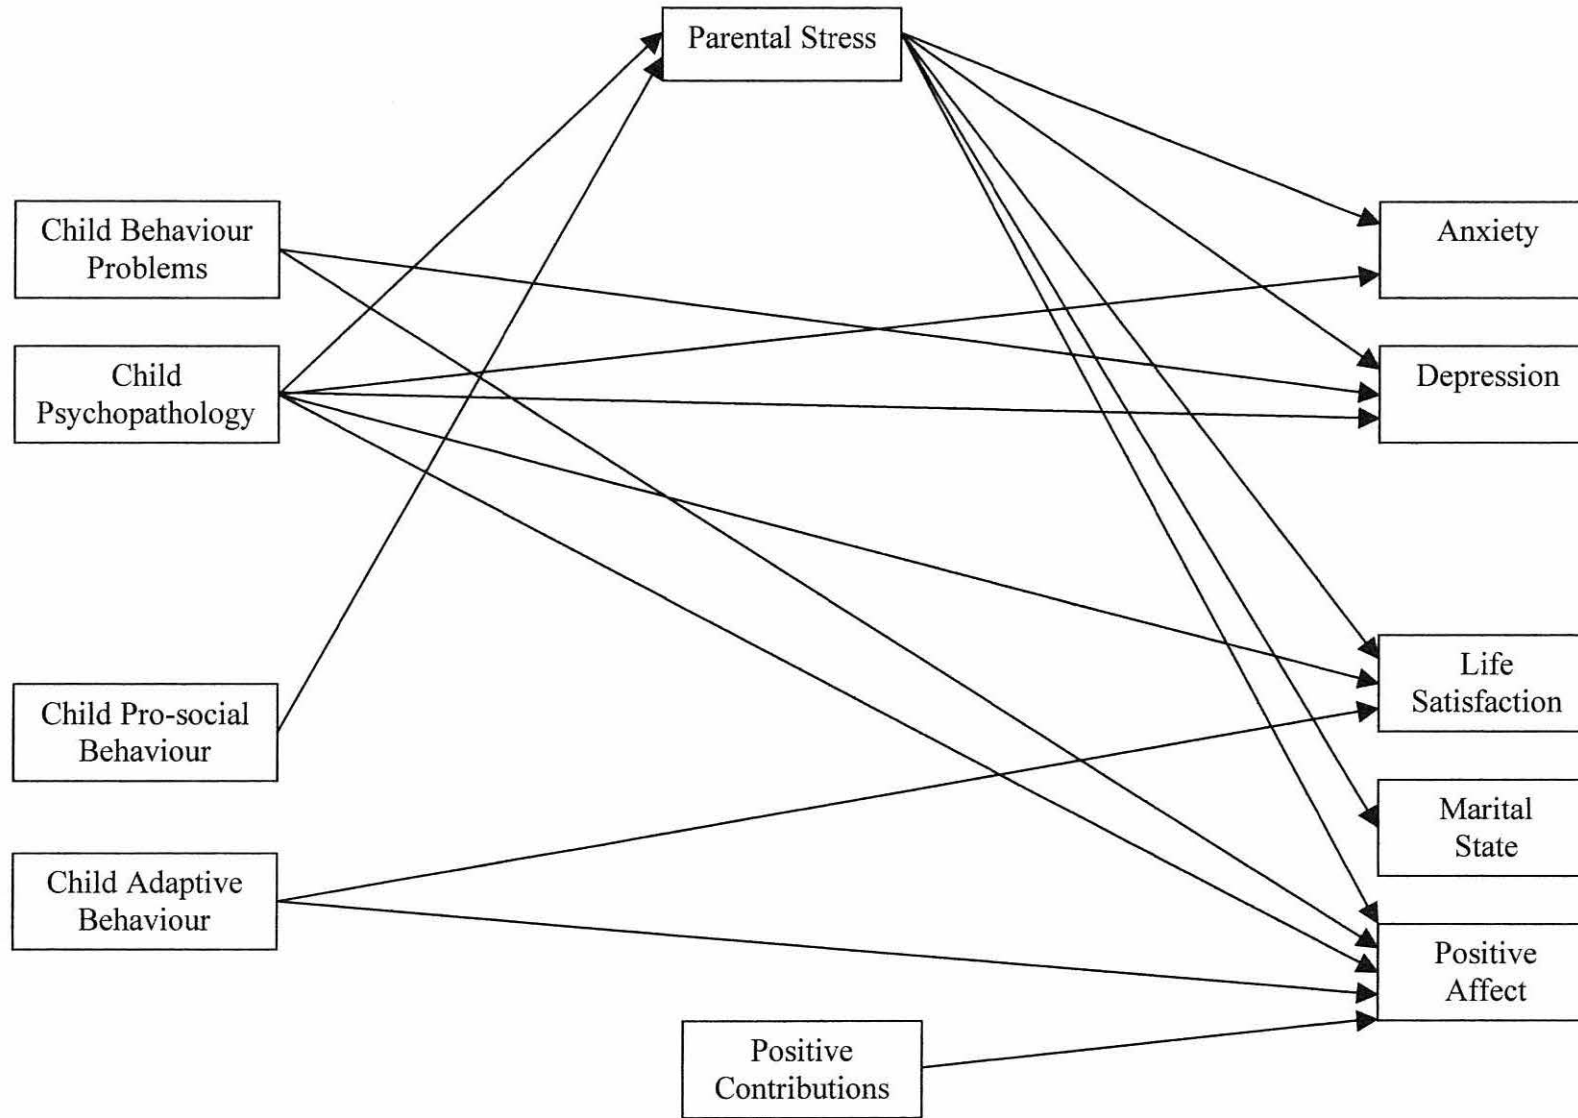 Parental Stress
Child Behaviour
Problems
Anxiety
Child
Psychopathology
Depression
Life
Satisfaction
Child Pro-social
Behaviour
Marital
State
Child Adaptive
Behaviour
Positive
Affect
Positive
Contributions